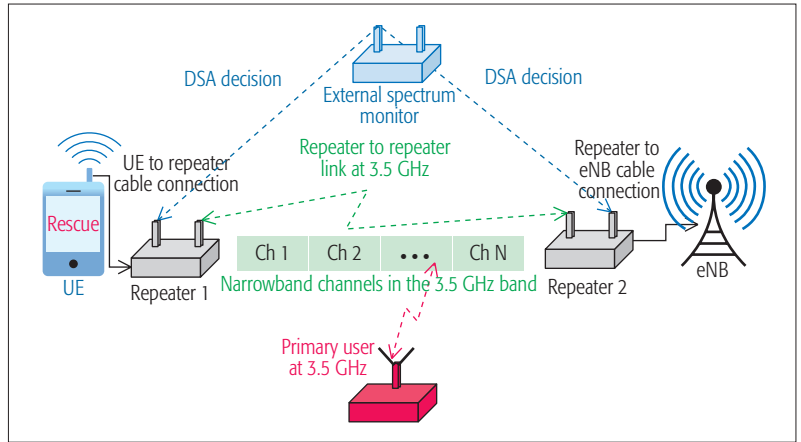 DSA decision
DSA decision
External spectrum
monitor
Repeater to repeater
link at 3.5 GHz
UE to repeater
cable connection
Repeater to
eNB cable
connection
Rescue
UE
Repeater 1
Ch 1
Ch 2
•••
Ch N
Narrowband channels in the 3.5 GHz band
Repeater 2
eNB
Primary user
at 3.5 GHz